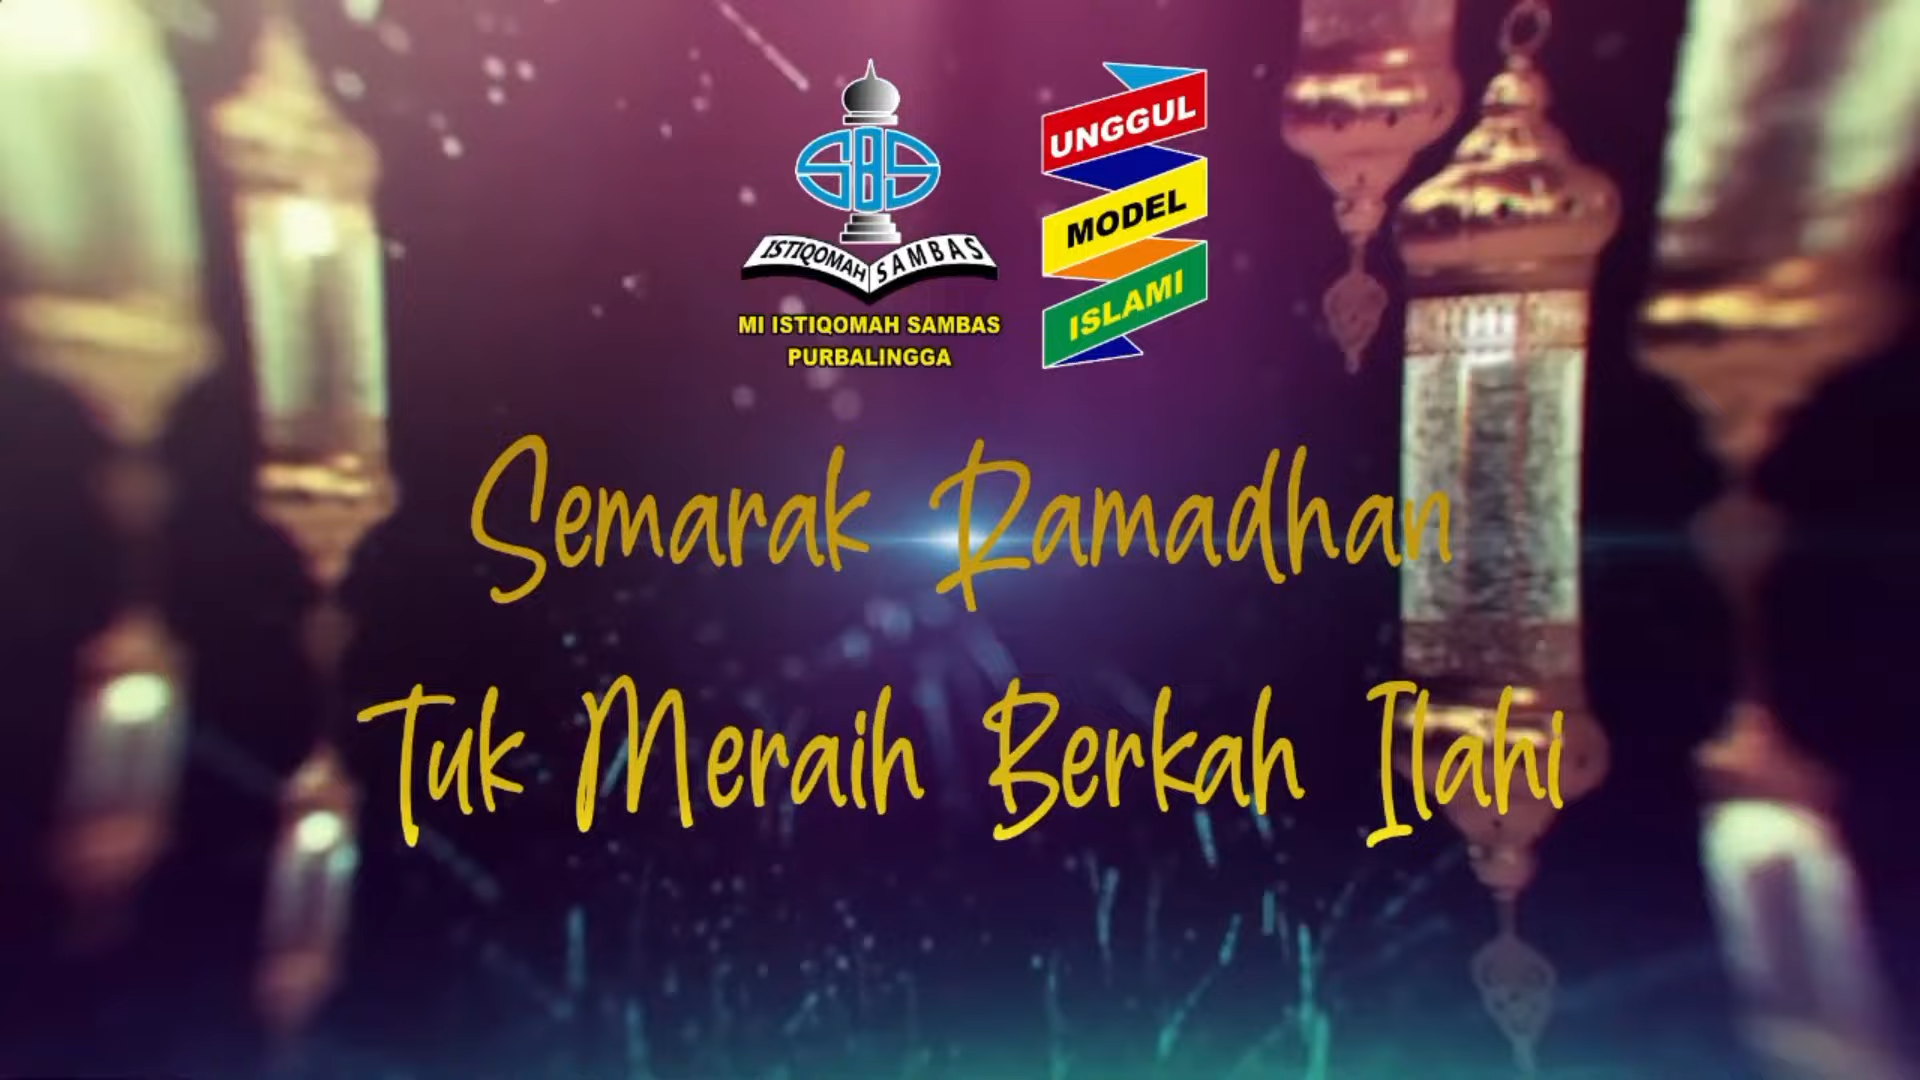 SBS
ISTIQOMAH SAMBAS
MI ISTIQOMAH SAMBAS
PURBALINGGA
UNGGUL
MODEL
ISLAMI
Semarak Ramadhan
Tuk Meraih Berkah Ilahi